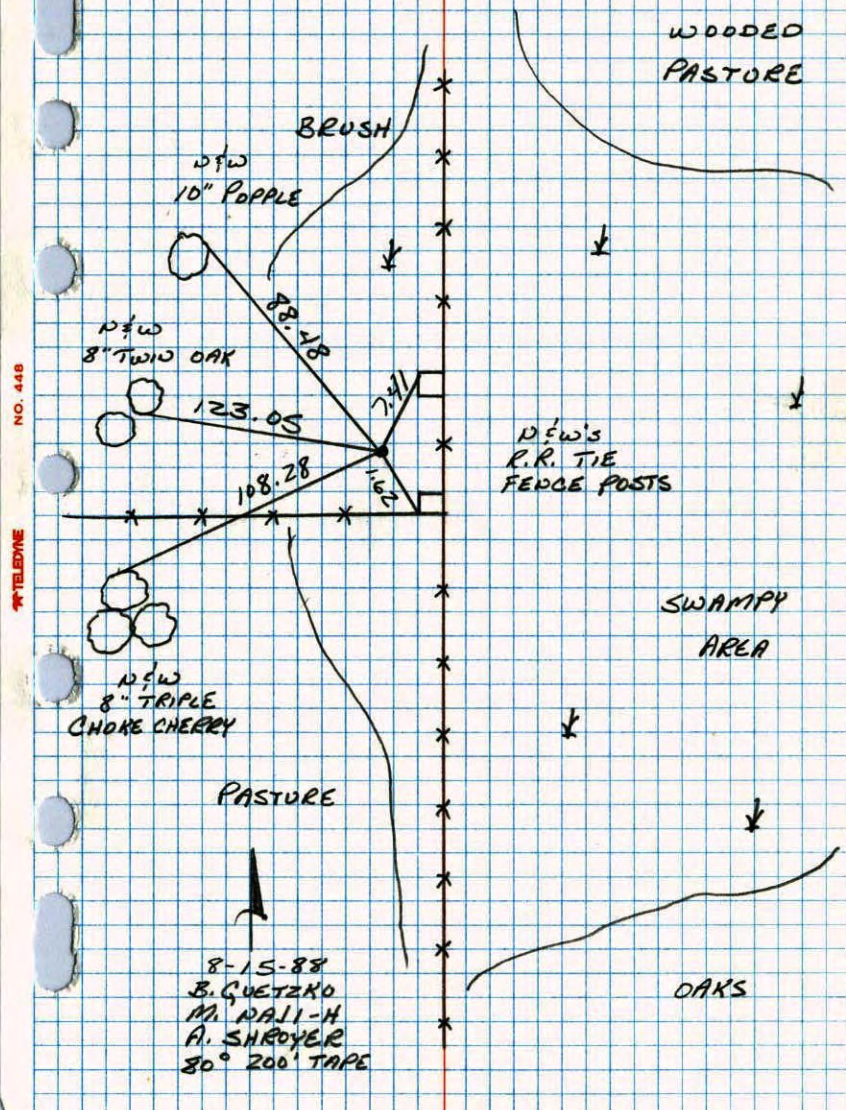 WOODED
PASTURE
BRUSH
N & W
10" POPPLE
88.48
N & W
8" TWIN OAK
123.05
7.41
N & W'S
R.R. TIE
FENCE POSTS
108.28
1.62
SWAMPY
AREA
N & W
8" TRIPLE
CHOKE CHERRY
PASTURE
OAKS
8-15-88
B. GUETZKO
M. NAJI-H
A. SHROYER
80° 200' TAPE
NO. 448
TELEDYNE